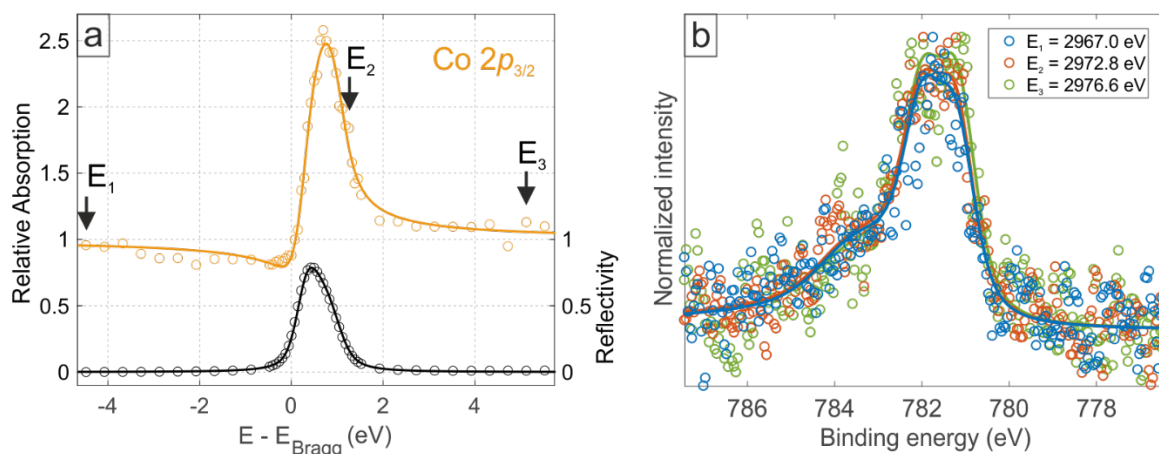 a
Co 2p3/2
E1
E2
E3
Relative Absorption
2.5
2
1.5
1
0.5
0
1
0.5
0
Reflectivity
-4 -2 0 2 4
E - EBragg (eV)
b
E1 = 2967.0 eV
E2 = 2972.8 eV
E3 = 2976.6 eV
Normalized intensity
786 784 782 780 778
Binding energy (eV)